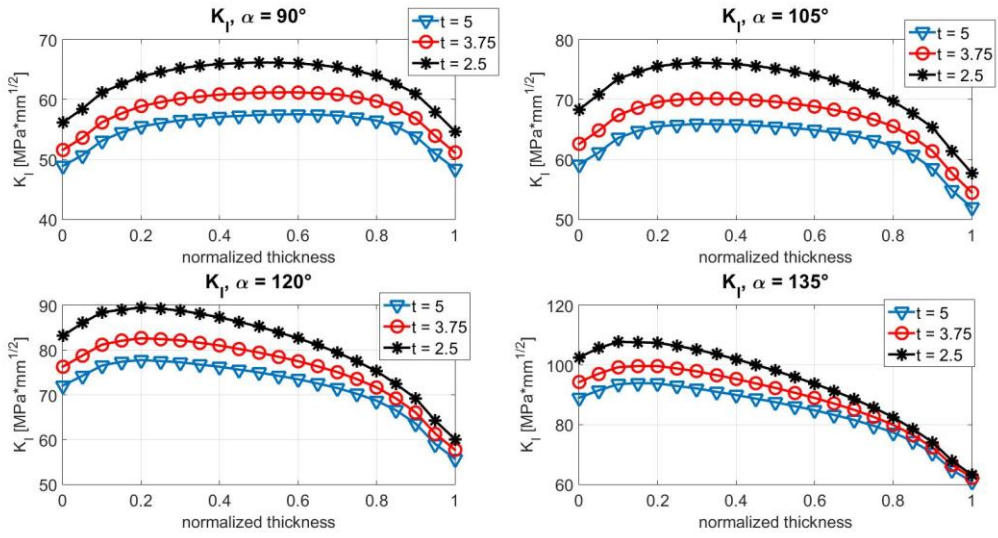 K_I, α = 90°
t = 5
t = 3.75
t = 2.5
K_I [MPa*mm^1/2]
70
60
50
40
0 0.2 0.4 0.6 0.8 1
normalized thickness
K_I, α = 105°
t = 5
t = 3.75
t = 2.5
K_I [MPa*mm^1/2]
80
70
60
50
0 0.2 0.4 0.6 0.8 1
normalized thickness
K_I, α = 120°
t = 5
t = 3.75
t = 2.5
K_I [MPa*mm^1/2]
90
80
70
60
50
0 0.2 0.4 0.6 0.8 1
normalized thickness
K_I, α = 135°
t = 5
t = 3.75
t = 2.5
K_I [MPa*mm^1/2]
120
100
80
60
0 0.2 0.4 0.6 0.8 1
normalized thickness